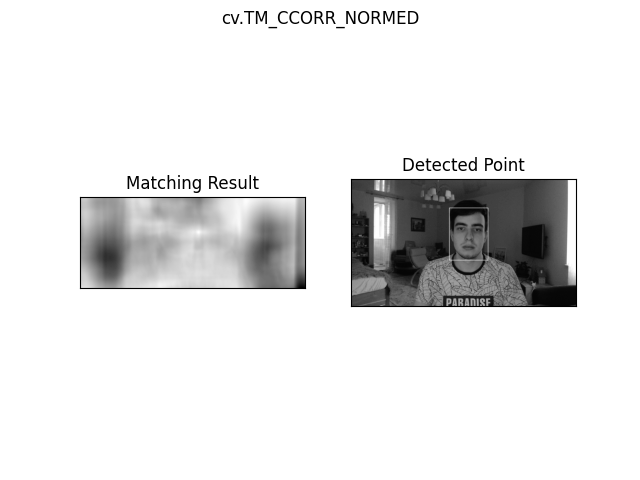 cv.TM_CCORR_NORMED
Matching Result
Detected Point
PARADISE